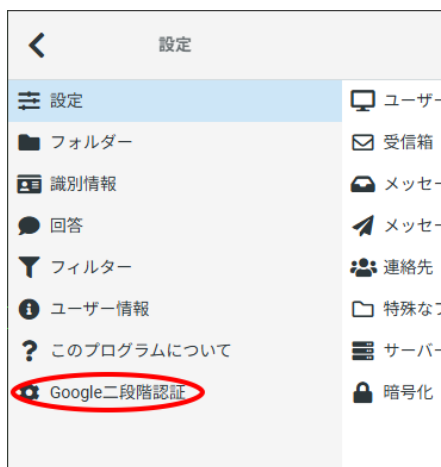 設定
設定
フォルダー
識別情報
回答
フィルター
ユーザー情報
このプログラムについて
Google二段階認証
ユーザー
受信箱
メッセー
メッセー
連絡先
特殊な
サーバー
暗号化